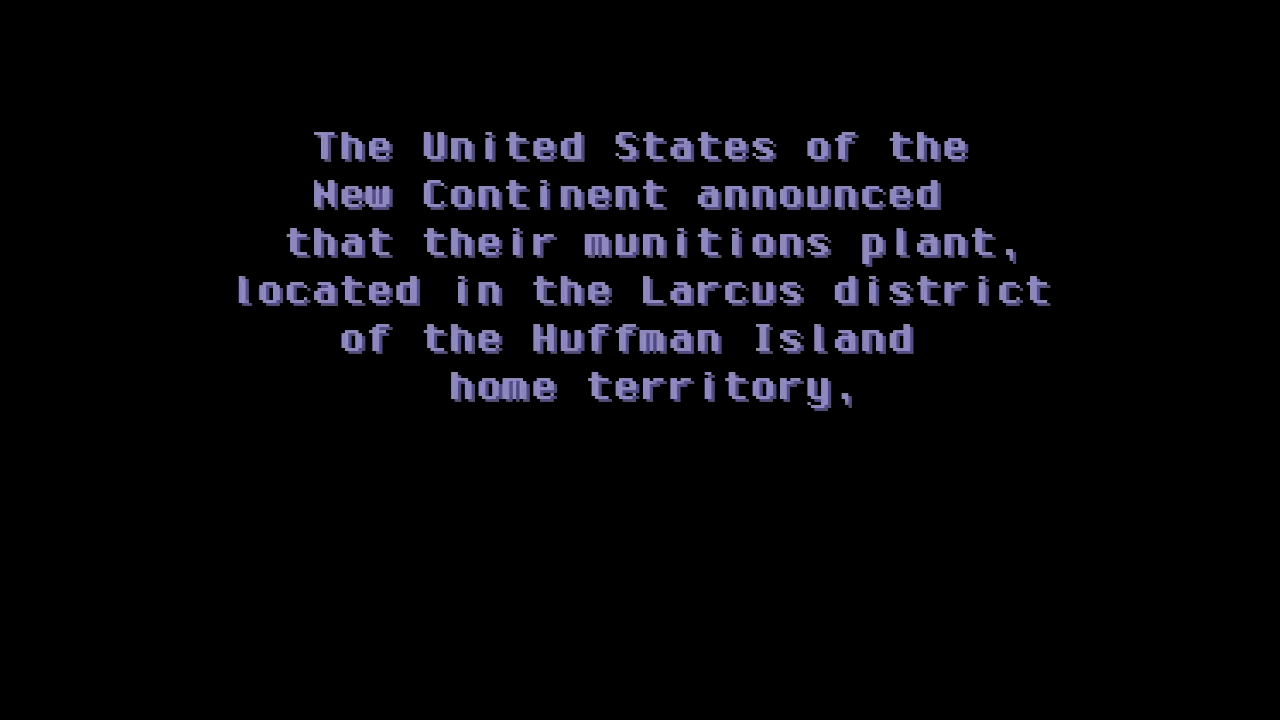 The United States of the
New Continent announced
that their munitions plant,
located in the Larcus district
of the Huffman Island
home territory,